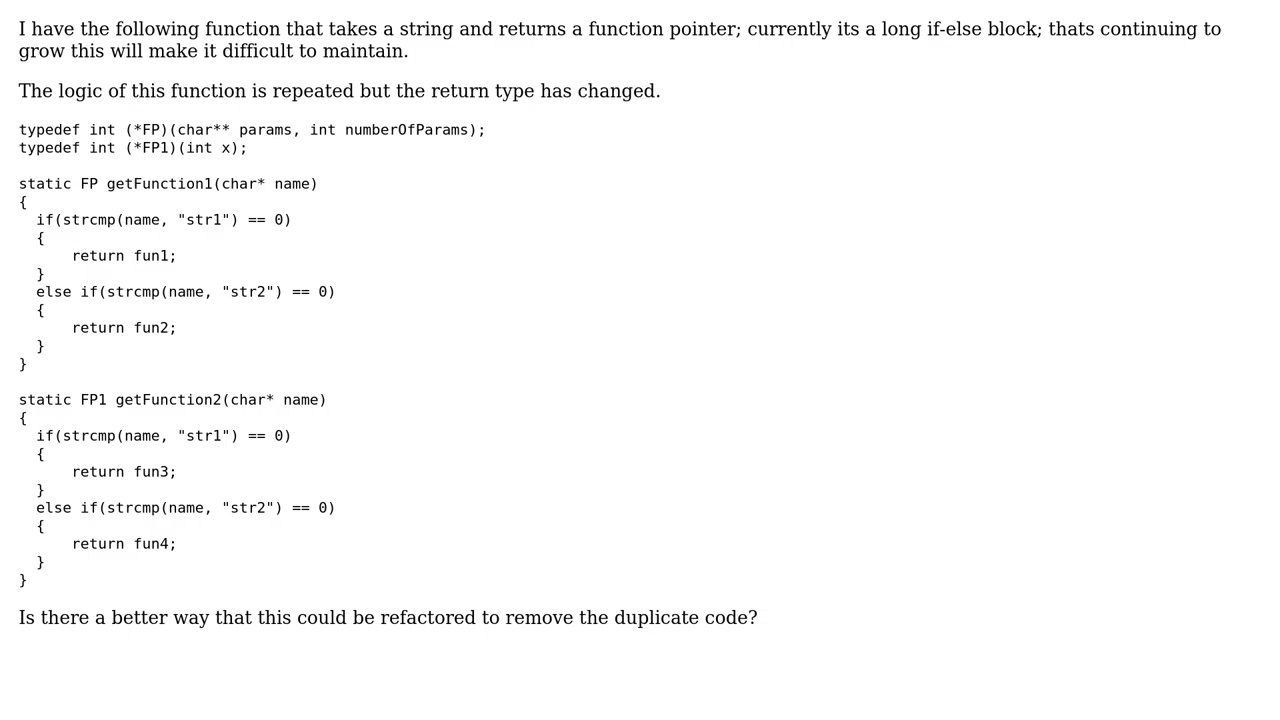 I have the following function that takes a string and returns a function pointer; currently its a long if-else block; thats continuing to
grow this will make it difficult to maintain.
The logic of this function is repeated but the return type has changed.
typedef int (*FP)(char** params, int numberOfParams);
typedef int (*FP1)(int x);
static FP getFunction1(char* name)
{
  if(strcmp(name, "str1") == 0)
  {
      return fun1;
  }
  else if(strcmp(name, "str2") == 0)
  {
      return fun2;
  }
}
static FP1 getFunction2(char* name)
{
  if(strcmp(name, "str1") == 0)
  {
      return fun3;
  }
  else if(strcmp(name, "str2") == 0)
  {
      return fun4;
  }
}
Is there a better way that this could be refactored to remove the duplicate code?